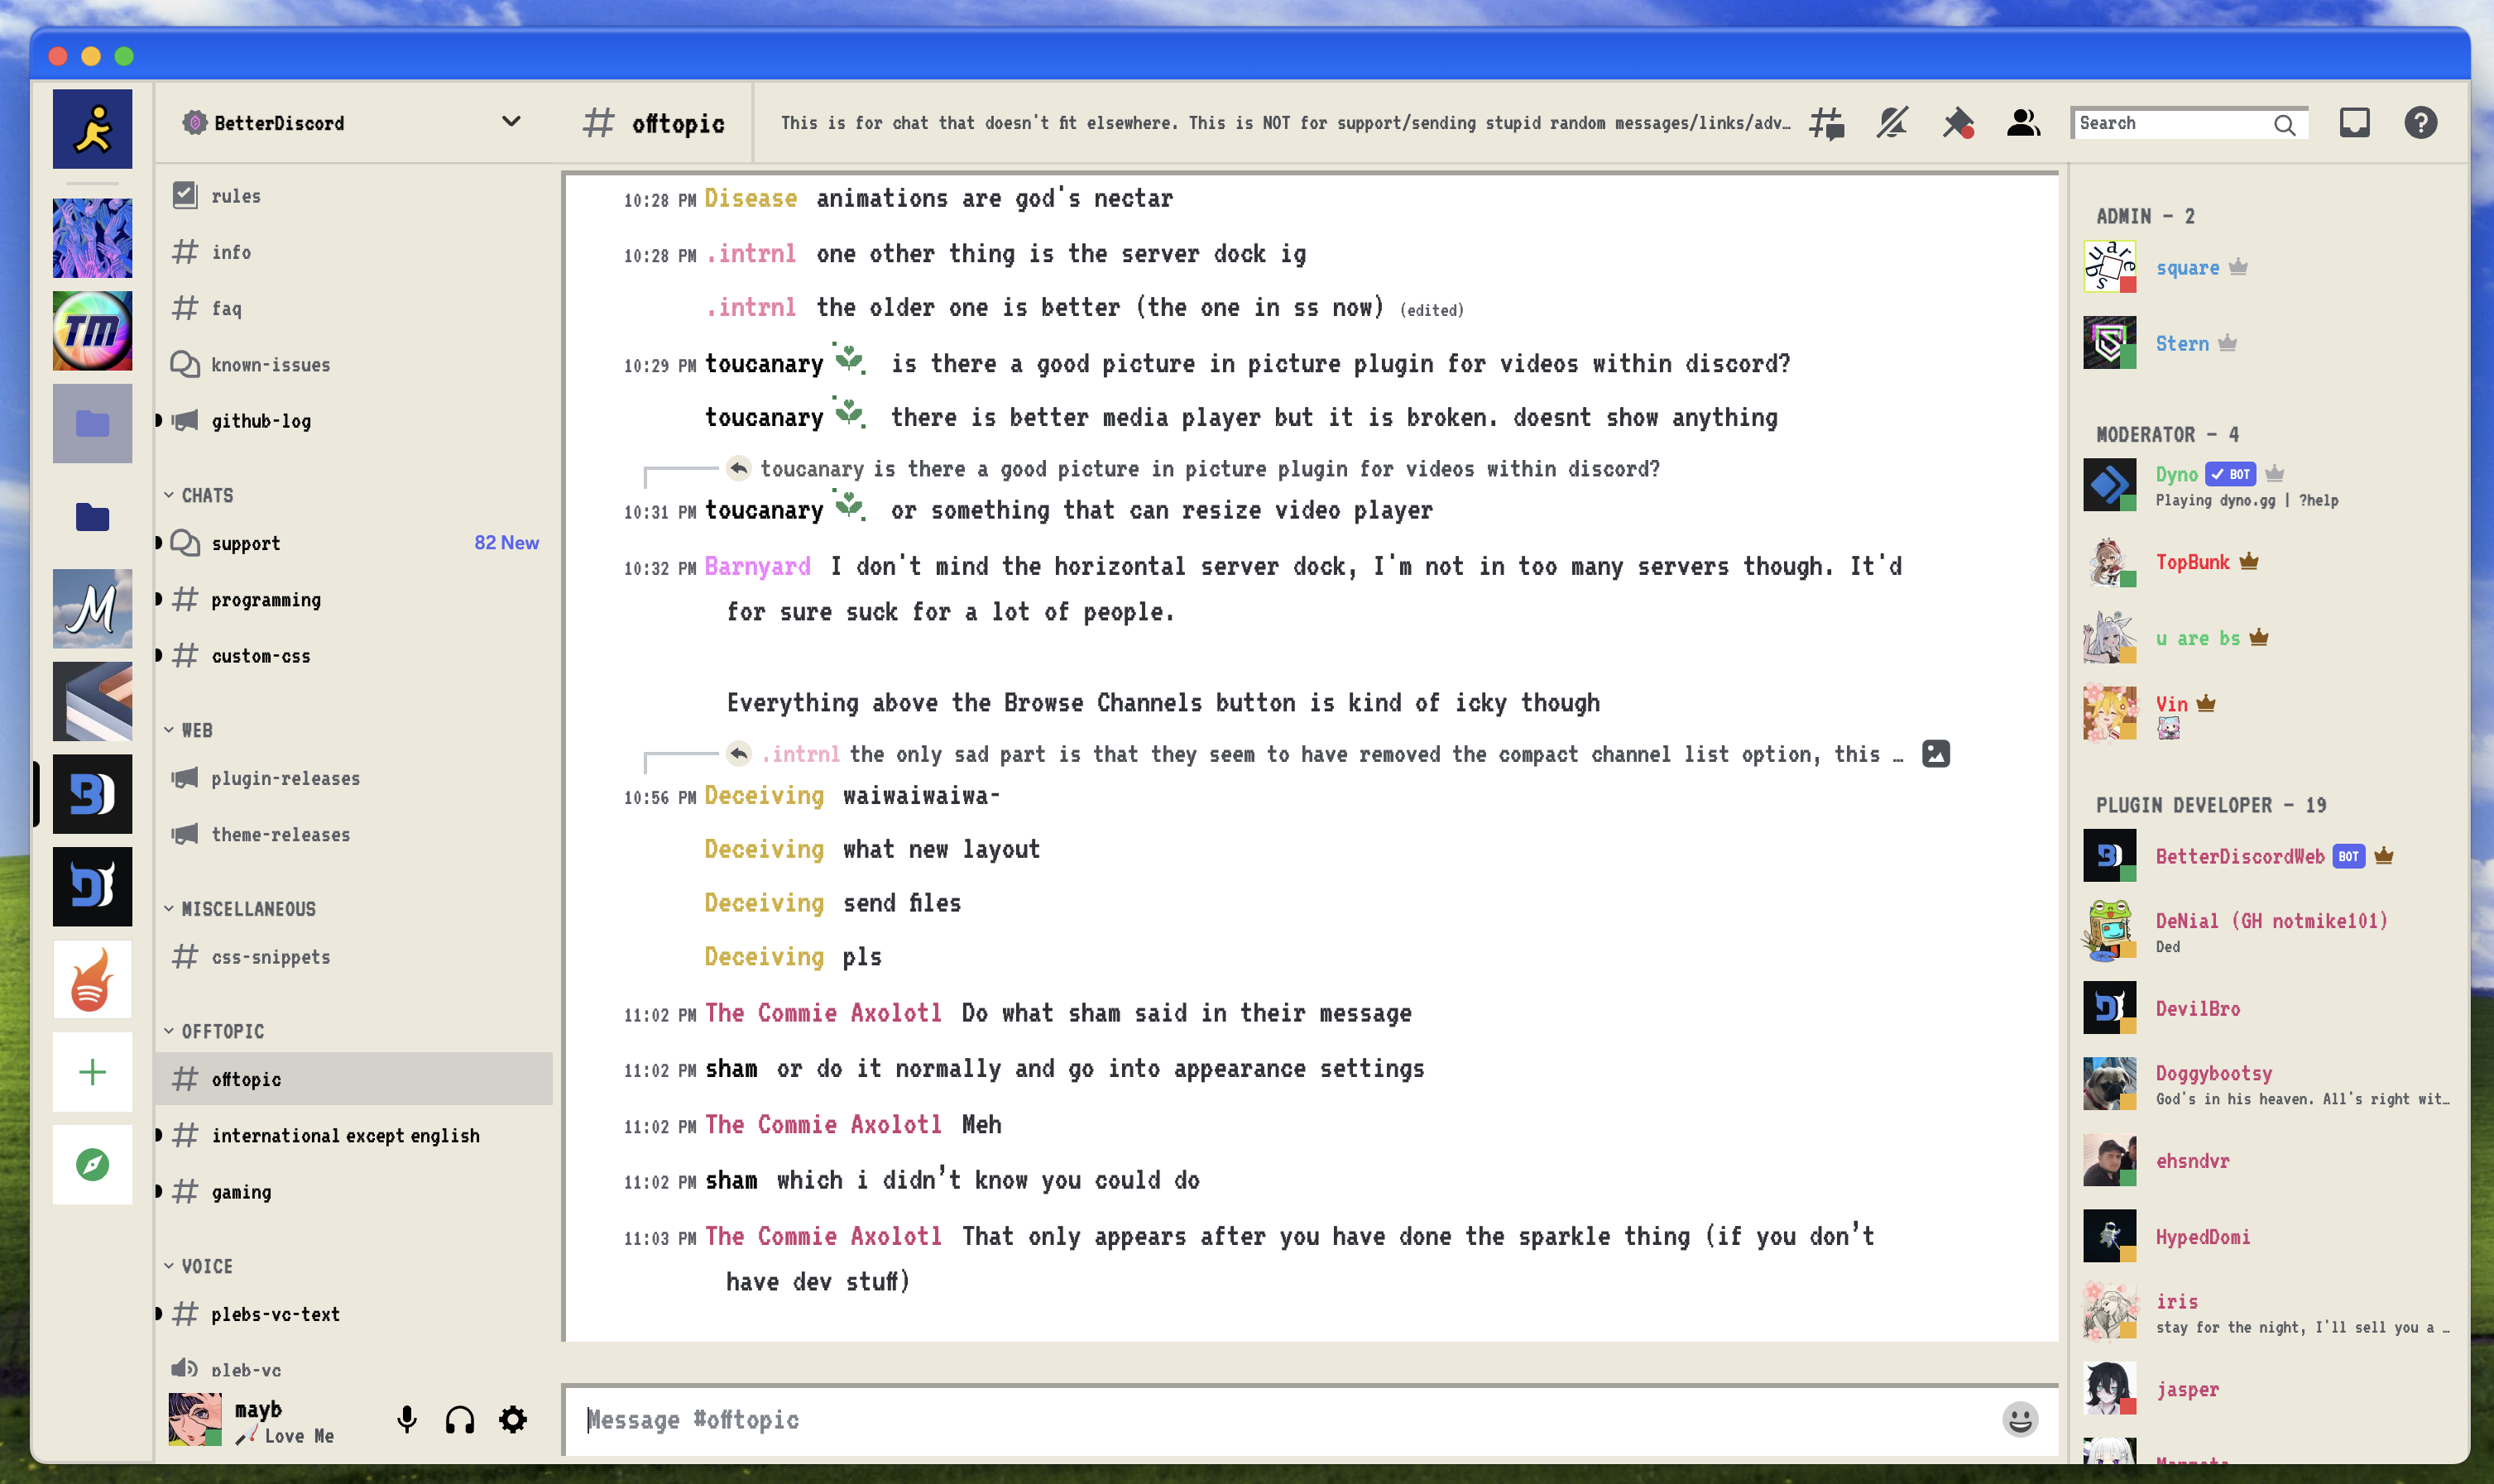 BetterDiscord
# offtopic
This is for chat that doesn't fit elsewhere. This is NOT for support/sending stupid random messages/links/adv…
Search
TM
M
rules
info
faq
known-issues
github-log
CHATS
support 82 New
programming
custom-css
WEB
plugin-releases
theme-releases
MISCELLANEOUS
css-snippets
OFFTOPIC
offtopic
international except english
gaming
VOICE
plebs-vc-text
pleb-vc
mayb
Love Me
10:28 PM Disease animations are god's nectar
10:28 PM .intrnl one other thing is the server dock ig
.intrnl the older one is better (the one in ss now) (edited)
10:29 PM toucanary is there a good picture in picture plugin for videos within discord?
toucanary there is better media player but it is broken. doesnt show anything
toucanary is there a good picture in picture plugin for videos within discord?
10:31 PM toucanary or something that can resize video player
10:32 PM Barnyard I don't mind the horizontal server dock, I'm not in too many servers though. It'd
for sure suck for a lot of people.
Everything above the Browse Channels button is kind of icky though
.intrnl the only sad part is that they seem to have removed the compact channel list option, this …
10:56 PM Deceiving waiwaiwaiwa-
Deceiving what new layout
Deceiving send files
Deceiving pls
11:02 PM The Commie Axolotl Do what sham said in their message
11:02 PM sham or do it normally and go into appearance settings
11:02 PM The Commie Axolotl Meh
11:02 PM sham which i didn’t know you could do
11:03 PM The Commie Axolotl That only appears after you have done the sparkle thing (if you don’t
have dev stuff)
Message #offtopic
ADMIN – 2
square
square
Stern
MODERATOR – 4
Dyno BOT
Playing dyno.gg | ?help
TopBunk
u are bs
Vin
PLUGIN DEVELOPER – 19
BetterDiscordWeb BOT
DeNial (GH notmike101)
Ded
DevilBro
Doggybootsy
God's in his heaven. All's right wit…
ehsndvr
HypedDomi
iris
stay for the night, I'll sell you a …
jasper